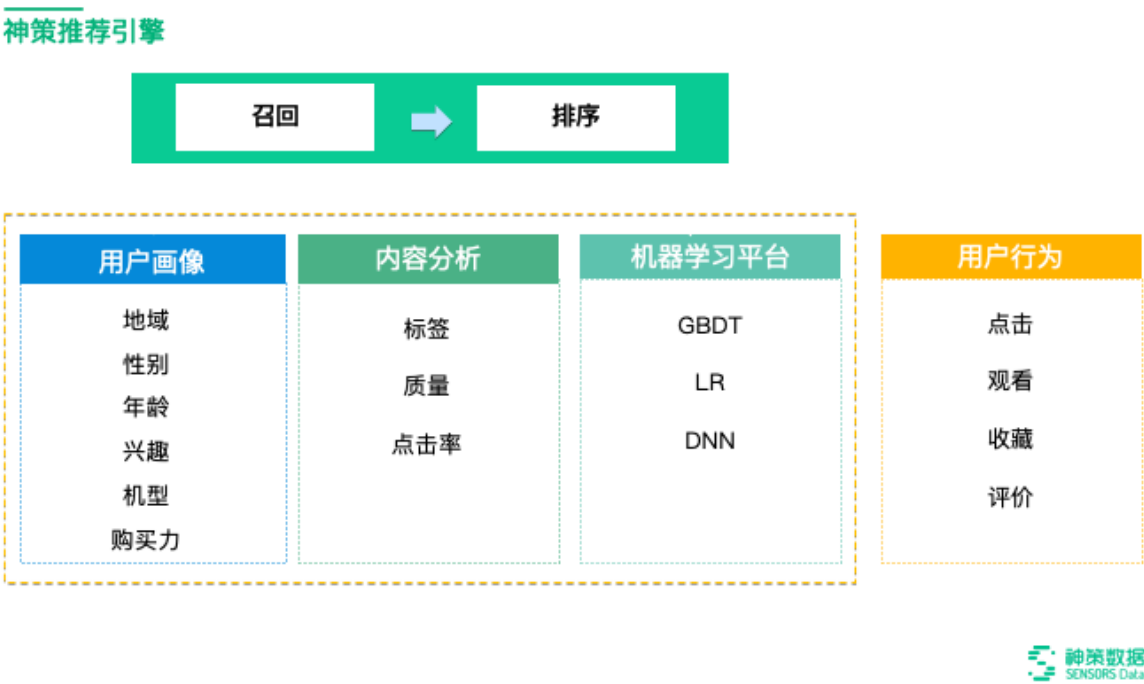 神策推荐引擎
召回
排序
用户画像
地域
性别
年龄
兴趣
机型
购买力
内容分析
标签
质量
点击率
机器学习平台
GBDT
LR
DNN
用户行为
点击
观看
收藏
评价
神策数据
SENSORS Data